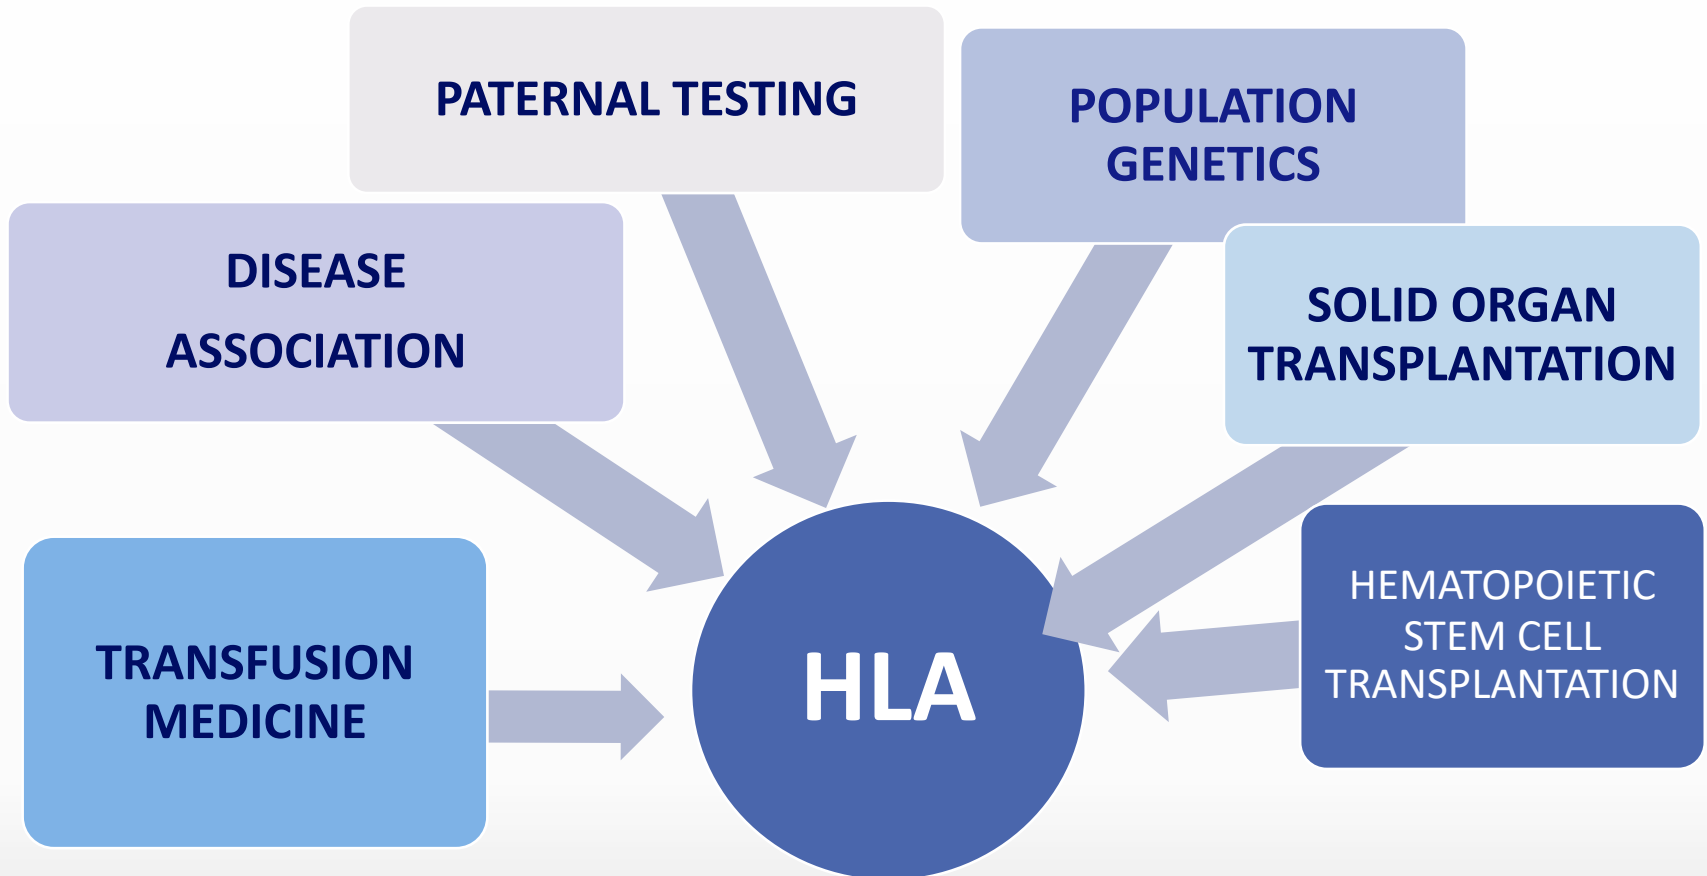 PATERNAL TESTING
POPULATION
GENETICS
DISEASE
ASSOCIATION
SOLID ORGAN
TRANSPLANTATION
TRANSFUSION
MEDICINE
HLA
HEMATOPOIETIC
STEM CELL
TRANSPLANTATION